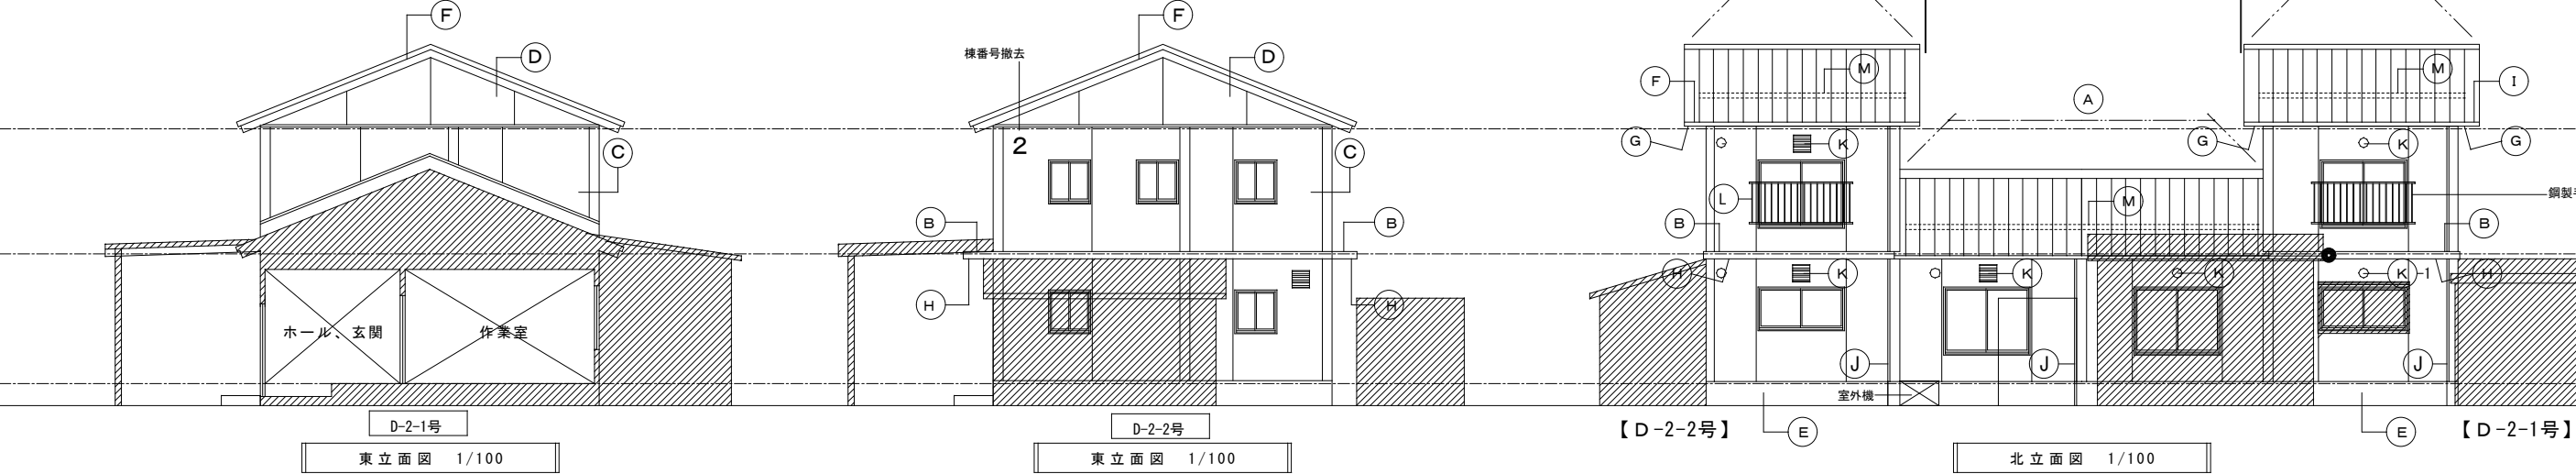 F
D
C
ホール、玄関
作業室
D-2-1号
東立面図 1/100
F
棟番号撤去
D
2
C
B
B
H
H
D-2-2号
東立面図 1/100
F
M
A
M
I
G
K
G
K
G
L
M
鋼製
B
B
H
K
K
K
K
1
H
J
J
J
室外機
E
E
【D-2-2号】
【D-2-1号】
北立面図 1/100